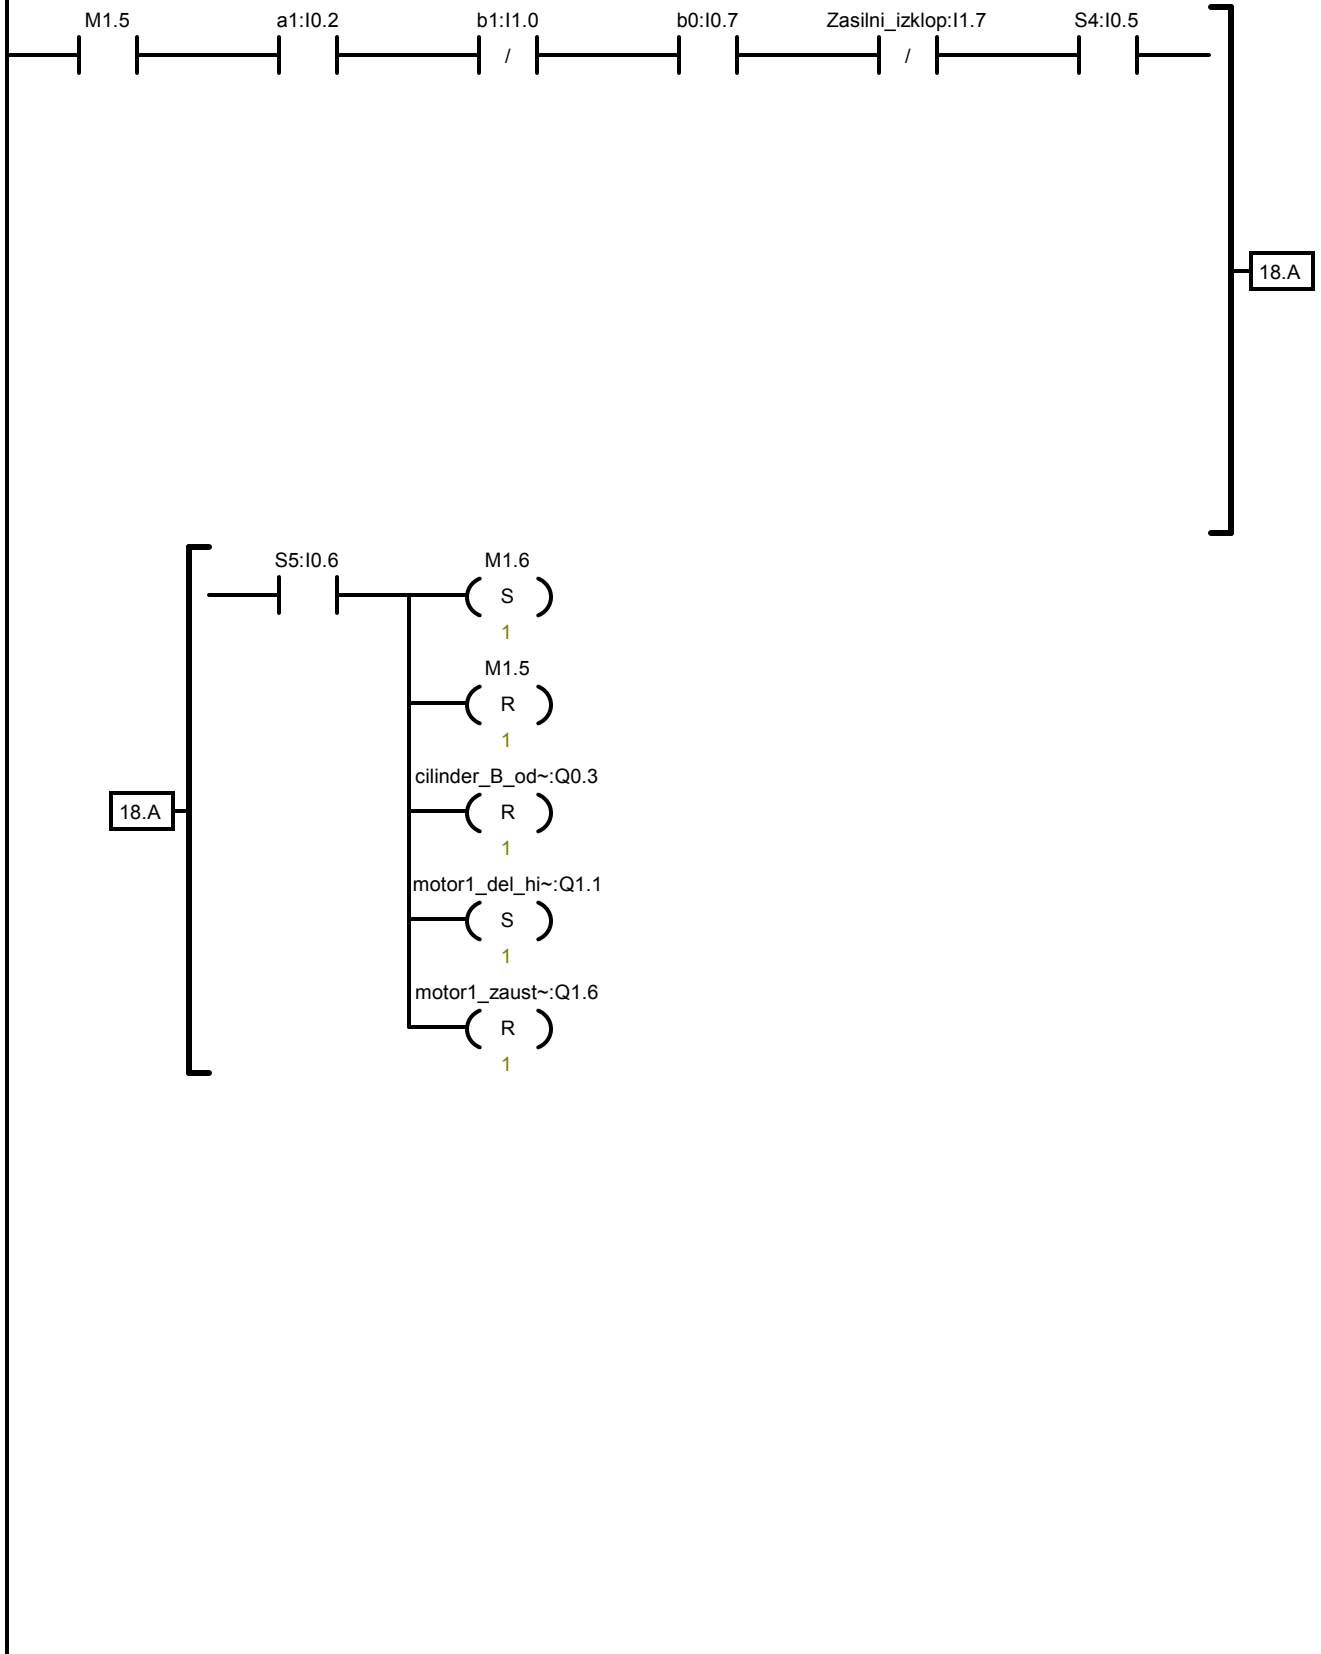 M1.5 a1:I0.2 b1:I1.0 b0:I0.7 Zasilni_izklop:I1.7 S4:I0.5
/ /
18.A
S5:I0.6 M1.6
S
1
M1.5
R
1
cilinder_B_od~:Q0.3
18.A R
1
motor1_del_hi~:Q1.1
S
1
motor1_zaust~:Q1.6
R
1